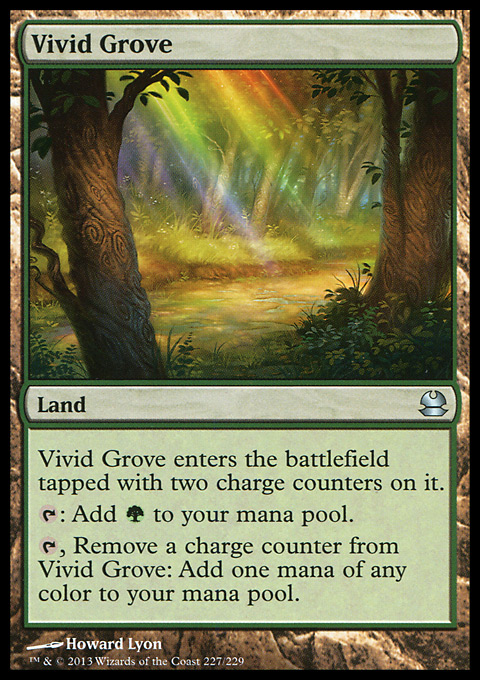 Vivid Grove
Land
Vivid Grove enters the battlefield
tapped with two charge counters on it.
: Add to your mana pool.
, Remove a charge counter from
Vivid Grove: Add one mana of any
color to your mana pool.
Howard Lyon
™ & © 2013 Wizards of the Coast 227/229